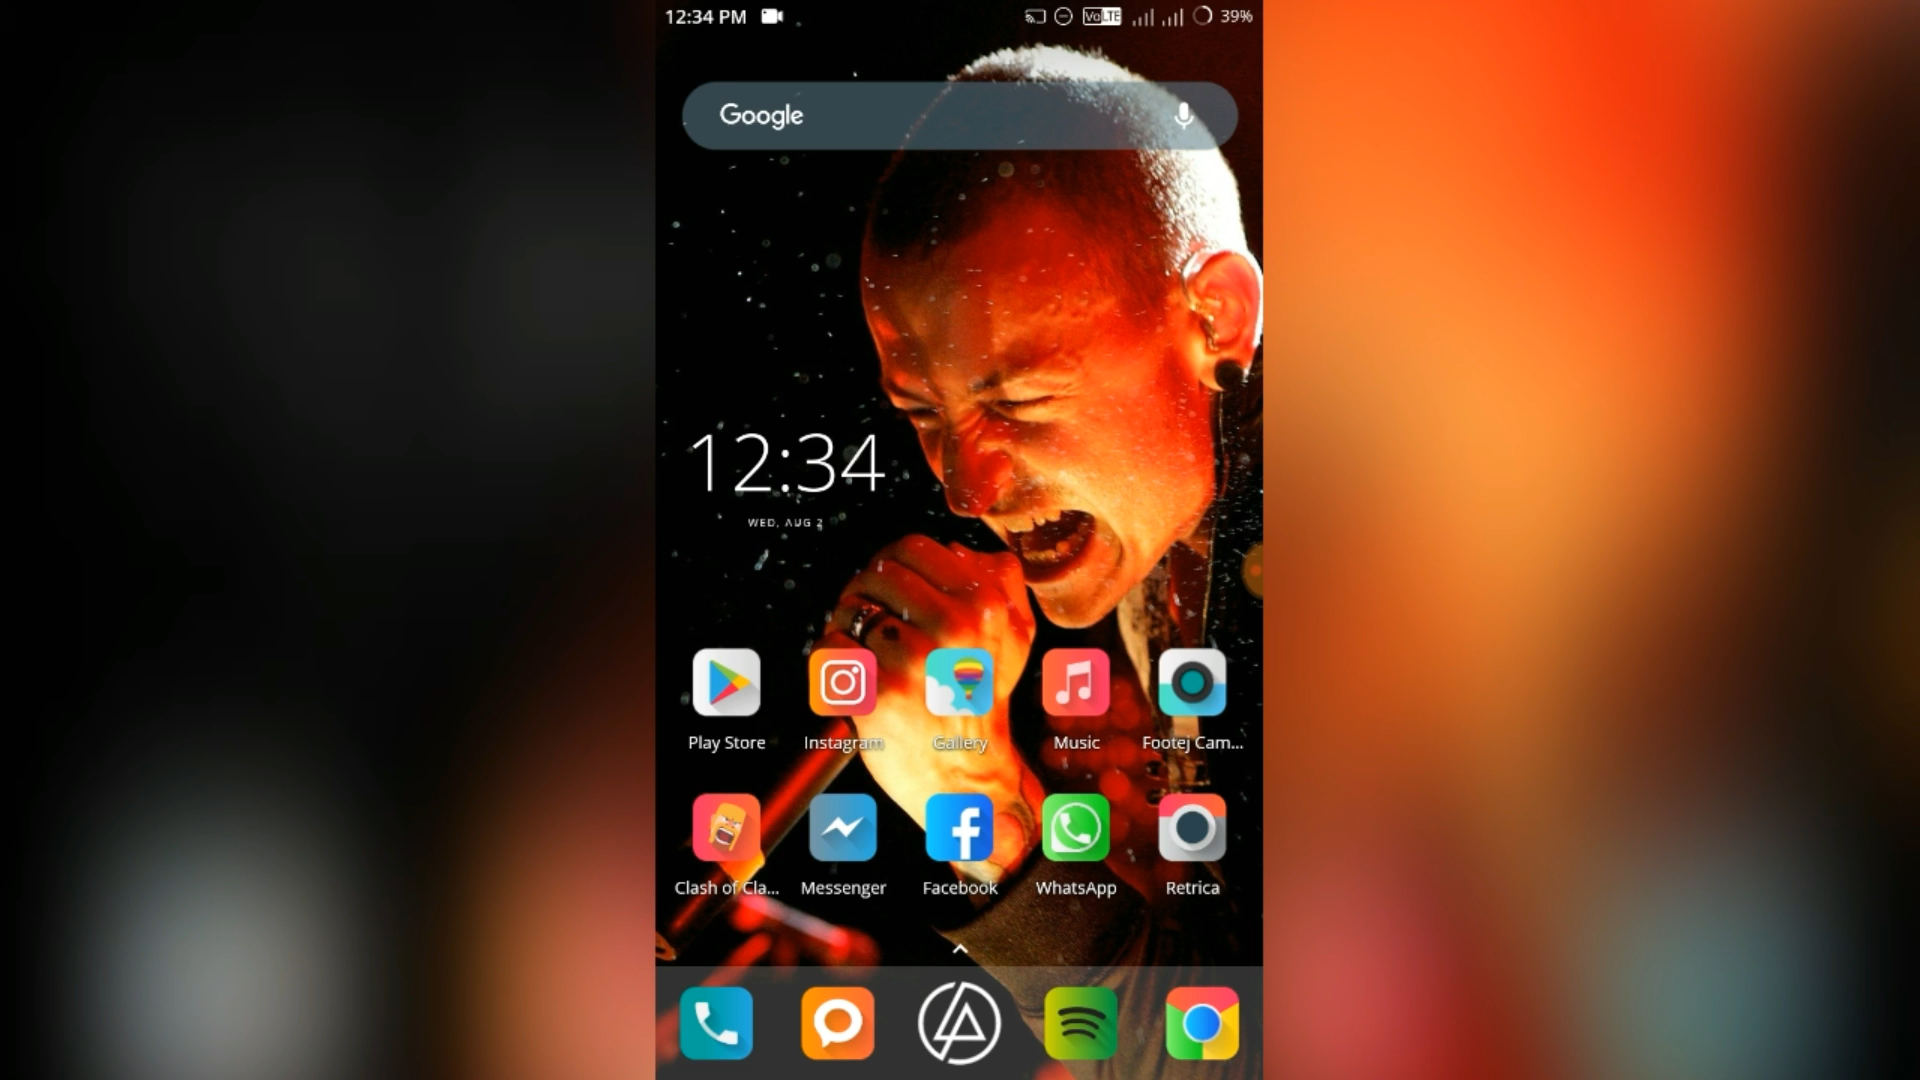 12:34 PM VoLTE 39%
Google
12:34
WED, AUG 2
Play Store Instagram Gallery Music Footej Cam...
Clash of Cla... Messenger Facebook WhatsApp Retrica